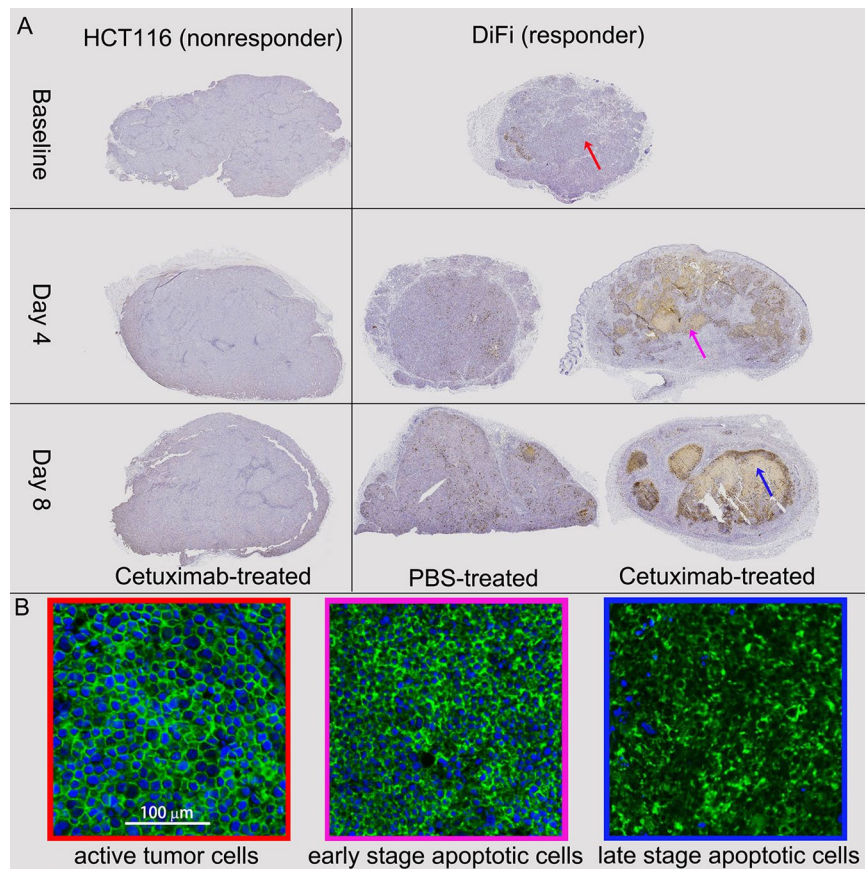 A
HCT116 (nonresponder)
DiFi (responder)
Baseline
Day 4
Day 8
Cetuximab-treated
PBS-treated
Cetuximab-treated
B
100 μm
active tumor cells
early stage apoptotic cells
late stage apoptotic cells